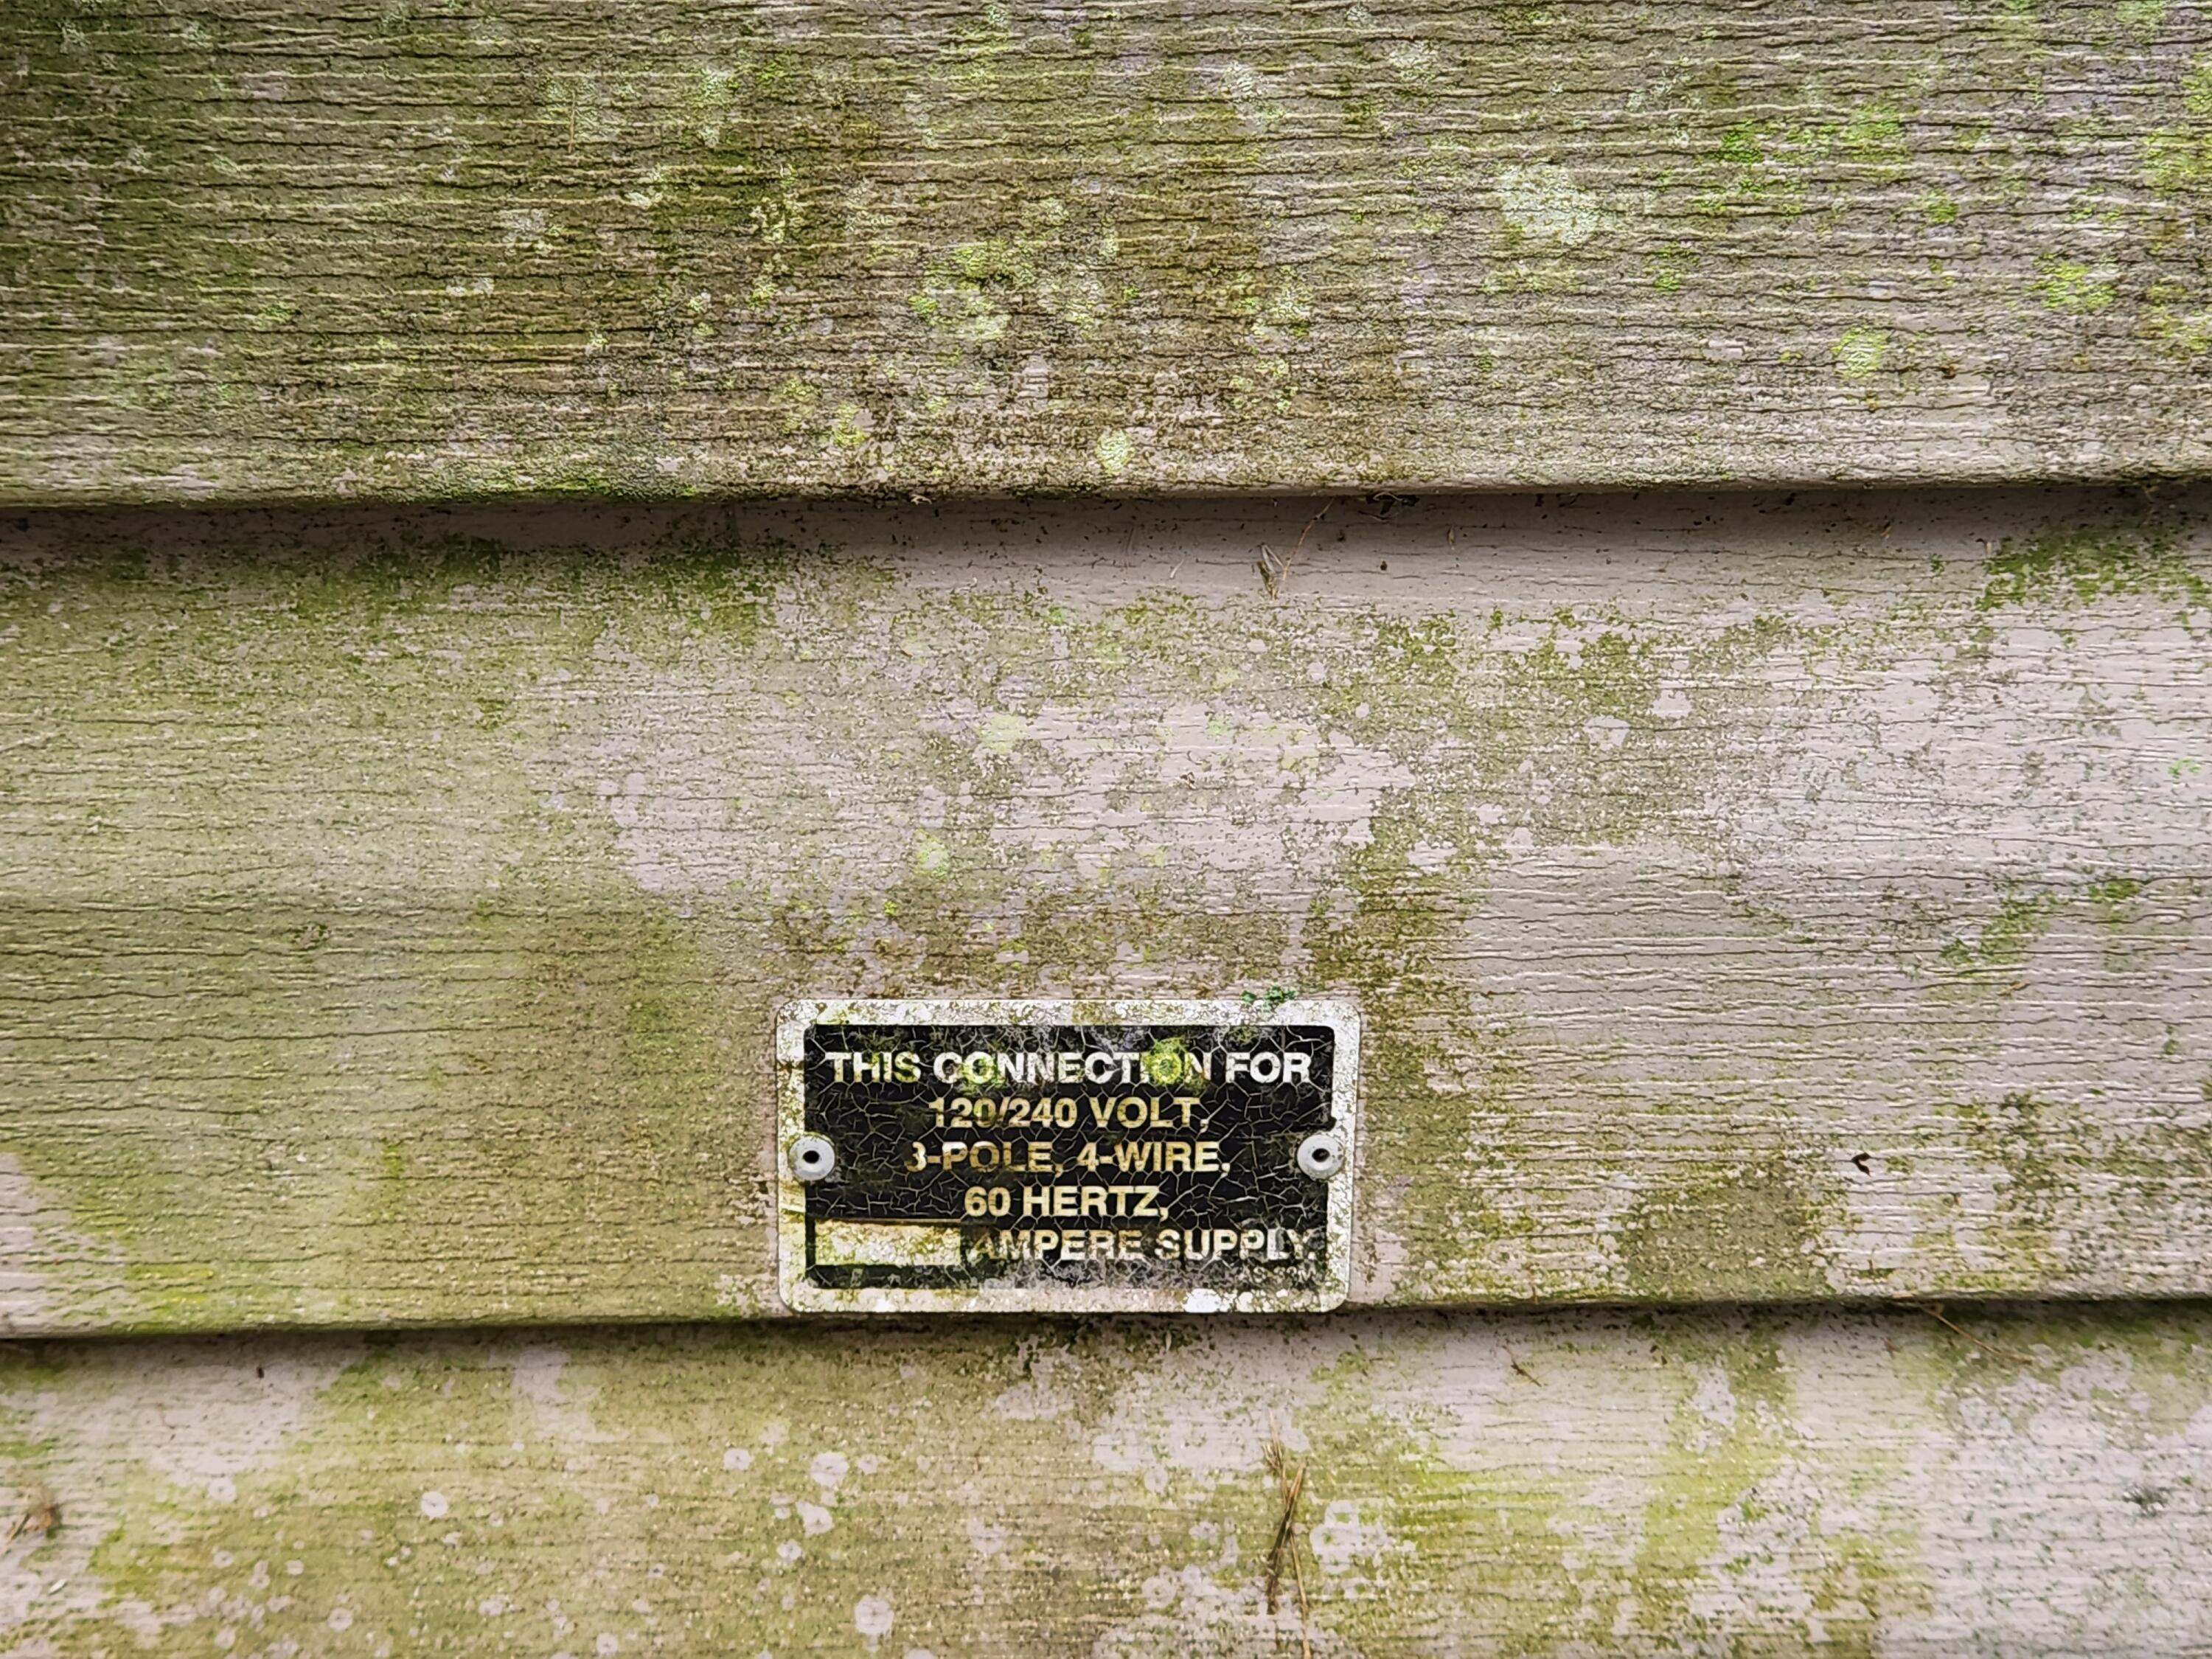 THIS CONNECTION FOR
120/240 VOLT,
3-POLE, 4-WIRE,
60 HERTZ,
AMPERE SUPPLY.